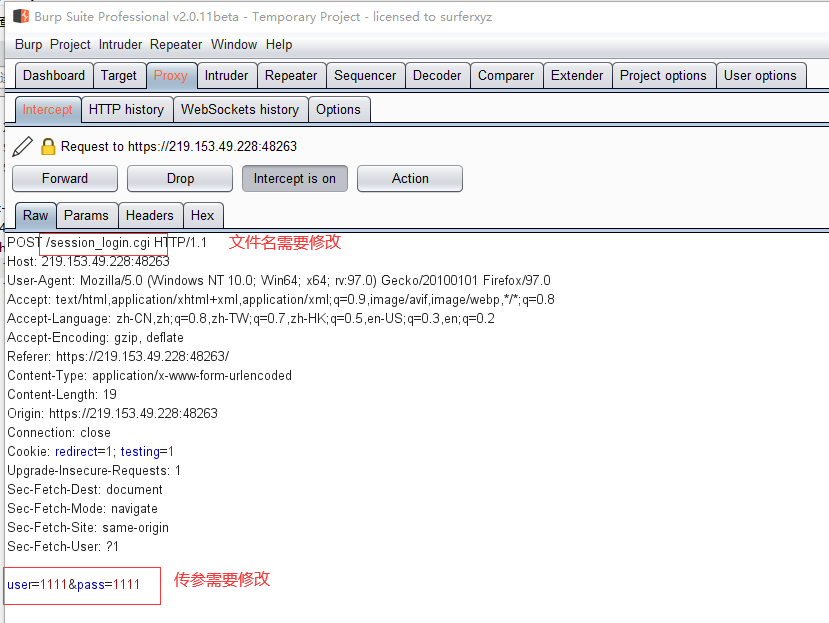 Burp Suite Professional v2.0.11beta - Temporary Project - licensed to surferxyz
Burp Project Intruder Repeater Window Help
Dashboard Target Proxy Intruder Repeater Sequencer Decoder Comparer Extender Project options User options
Intercept HTTP history WebSockets history Options
Request to https://219.153.49.228:48263
Forward Drop Intercept is on Action
Raw Params Headers Hex
POST /session_login.cgi HTTP/1.1 文件名需要修改
Host: 219.153.49.228:48263
User-Agent: Mozilla/5.0 (Windows NT 10.0; Win64; x64; rv:97.0) Gecko/20100101 Firefox/97.0
Accept: text/html,application/xhtml+xml,application/xml;q=0.9,image/avif,image/webp,*/*;q=0.8
Accept-Language: zh-CN,zh;q=0.8,zh-TW;q=0.7,zh-HK;q=0.5,en-US;q=0.3,en;q=0.2
Accept-Encoding: gzip, deflate
Referer: https://219.153.49.228:48263/
Content-Type: application/x-www-form-urlencoded
Content-Length: 19
Origin: https://219.153.49.228:48263
Connection: close
Cookie: redirect=1; testing=1
Upgrade-Insecure-Requests: 1
Sec-Fetch-Dest: document
Sec-Fetch-Mode: navigate
Sec-Fetch-Site: same-origin
Sec-Fetch-User: ?1
user=1111&pass=1111 传参需要修改